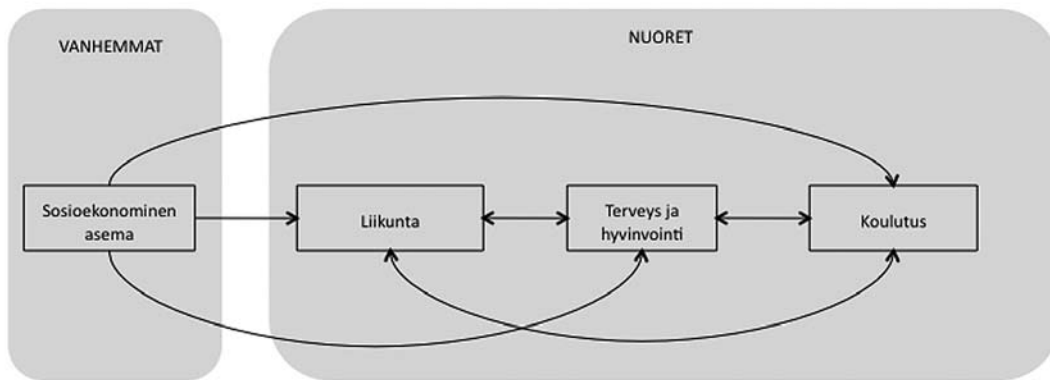 VANHEMMAT
NUORET
Sosioekonominen
asema
Liikunta
Terveys ja
hyvinvointi
Koulutus